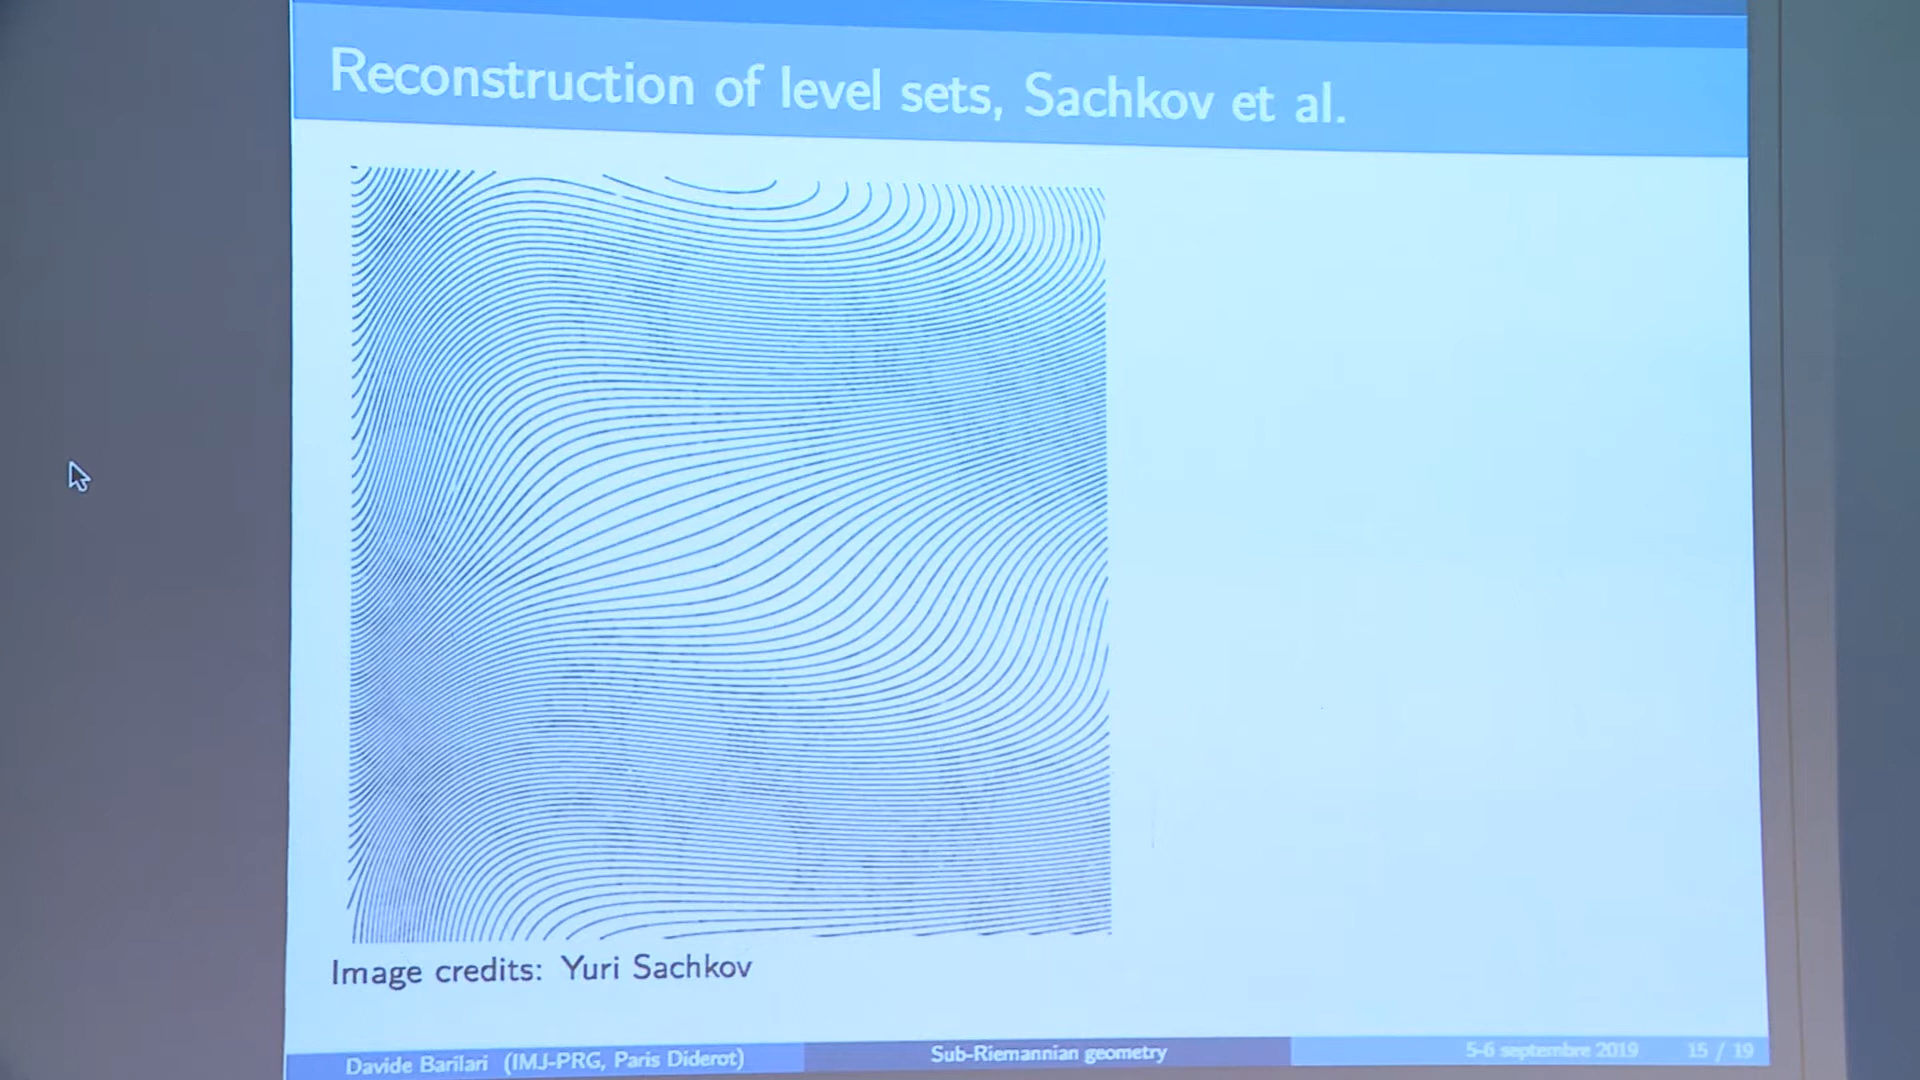 Reconstruction of level sets, Sachkov et al.
Image credits: Yuri Sachkov
Davide Barilari (IMJ-PRG, Paris Diderot) Sub-Riemannian geometry 5-6 septembre 2019 15 / 19